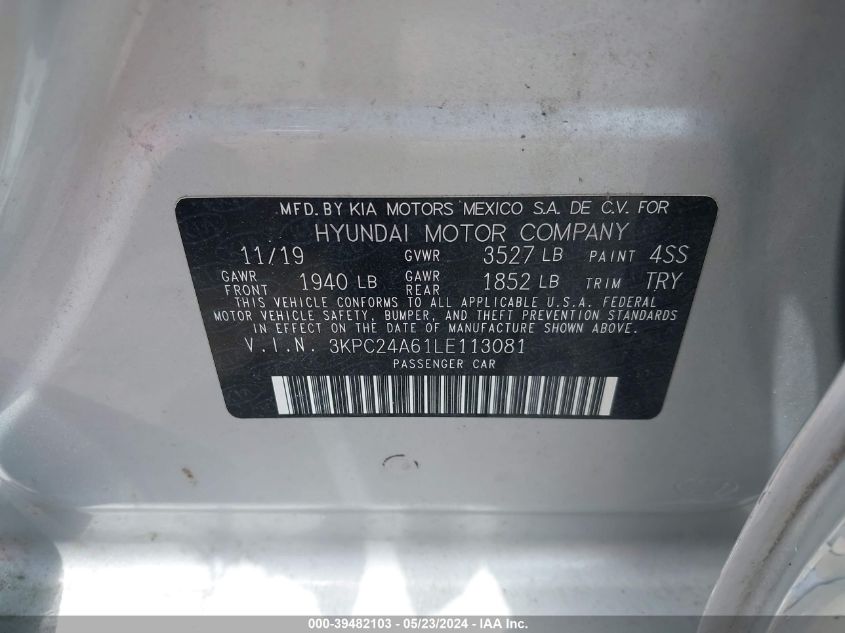 MFD. BY KIA MOTORS MEXICO S.A. DE C.V. FOR
HYUNDAI MOTOR COMPANY
11/19 GVWR 3527 LB PAINT 4SS
GAWR FRONT 1940 LB GAWR REAR 1852 LB TRIM TRY
THIS VEHICLE CONFORMS TO ALL APPLICABLE U.S.A. FEDERAL
MOTOR VEHICLE SAFETY, BUMPER, AND THEFT PREVENTION STANDARDS
IN EFFECT ON THE DATE OF MANUFACTURE SHOWN ABOVE.
V.I.N. 3KPC24A61LE113081
PASSENGER CAR
000-39482103 - 05/23/2024 - IAA Inc.